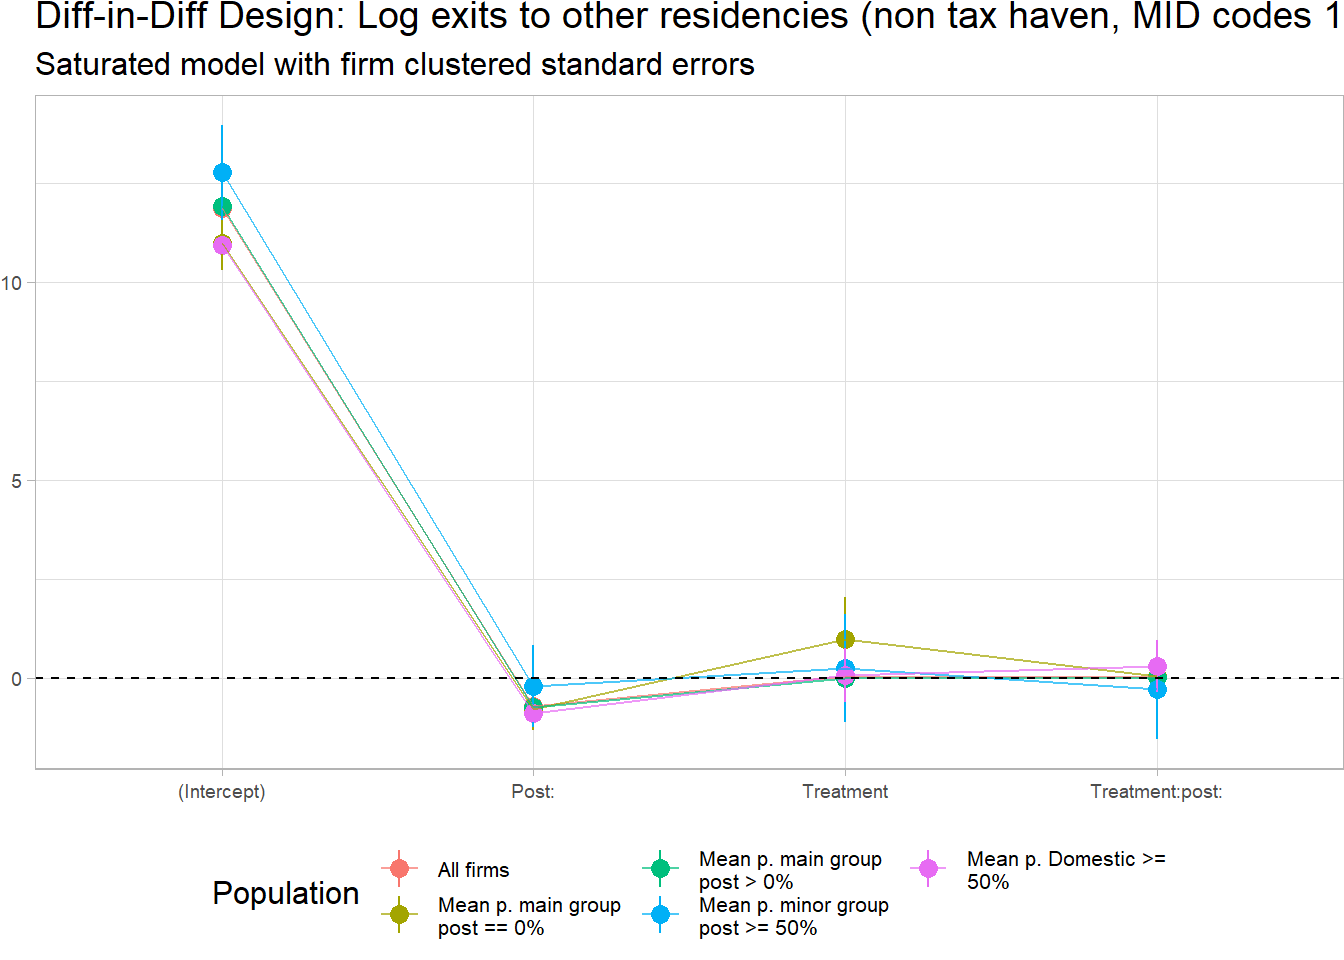 Diff-in-Diff Design: Log exits to other residencies (non tax haven, MID codes 1
Saturated model with firm clustered standard errors
10
5
0
(Intercept)
Post:
Treatment
Treatment:post:
Population
All firms
Mean p. main group
post == 0%
Mean p. main group
post > 0%
Mean p. minor group
post >= 50%
Mean p. Domestic >=
50%